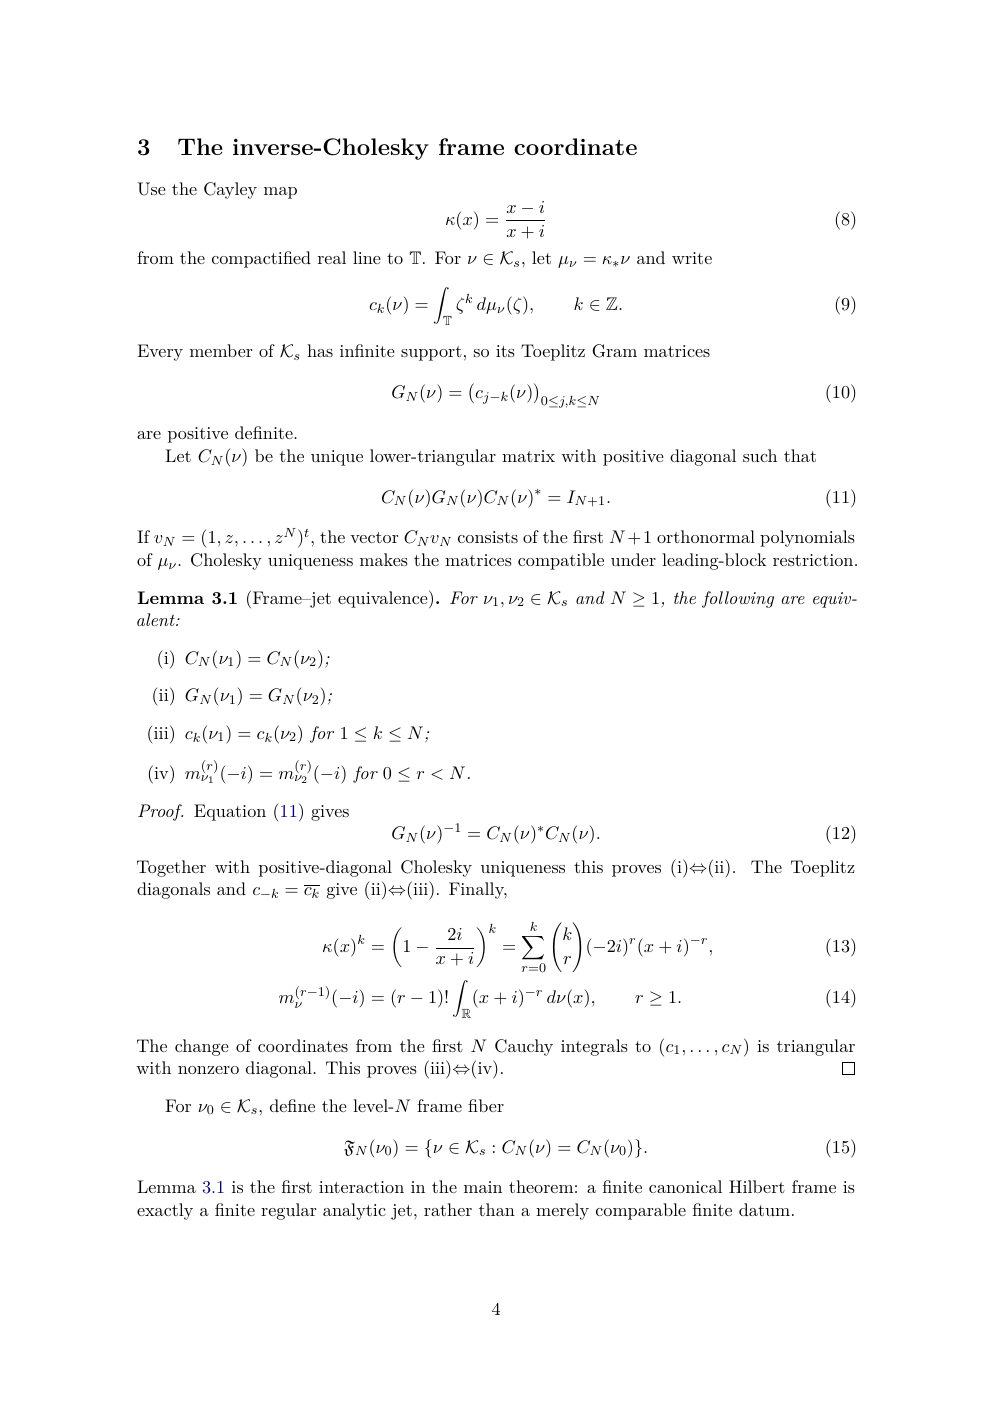 3 The inverse-Cholesky frame coordinate
Use the Cayley map
κ(x) = (x − i)/(x + i) (8)
from the compactified real line to 𝕋. For ν ∈ 𝒦_s, let μ_ν = κ_*ν and write
c_k(ν) = ∫_𝕋 ζ^k dμ_ν(ζ), k ∈ ℤ. (9)
Every member of 𝒦_s has infinite support, so its Toeplitz Gram matrices
G_N(ν) = (c_{j−k}(ν))_{0≤j,k≤N} (10)
are positive definite.
Let C_N(ν) be the unique lower-triangular matrix with positive diagonal such that
C_N(ν)G_N(ν)C_N(ν)^* = I_{N+1}. (11)
If v_N = (1, z, . . . , z^N)^t, the vector C_N v_N consists of the first N + 1 orthonormal polynomials
of μ_ν. Cholesky uniqueness makes the matrices compatible under leading-block restriction.
Lemma 3.1 (Frame–jet equivalence). For ν_1, ν_2 ∈ 𝒦_s and N ≥ 1, the following are equiv-
alent:
(i) C_N(ν_1) = C_N(ν_2);
(ii) G_N(ν_1) = G_N(ν_2);
(iii) c_k(ν_1) = c_k(ν_2) for 1 ≤ k ≤ N;
(iv) m_{ν_1}^{(r)}(−i) = m_{ν_2}^{(r)}(−i) for 0 ≤ r < N.
Proof. Equation (11) gives
G_N(ν)^{−1} = C_N(ν)^*C_N(ν). (12)
Together with positive-diagonal Cholesky uniqueness this proves (i)⇔(ii). The Toeplitz
diagonals and c_{−k} = \overline{c_k} give (ii)⇔(iii). Finally,
κ(x)^k = (1 − 2i/(x + i))^k = ∑_{r=0}^{k} \binom{k}{r} (−2i)^r(x + i)^{−r}, (13)
m_ν^{(r−1)}(−i) = (r − 1)! ∫_ℝ (x + i)^{−r} dν(x), r ≥ 1. (14)
The change of coordinates from the first N Cauchy integrals to (c_1, . . . , c_N) is triangular
with nonzero diagonal. This proves (iii)⇔(iv). □
For ν_0 ∈ 𝒦_s, define the level-N frame fiber
𝔉_N(ν_0) = {ν ∈ 𝒦_s : C_N(ν) = C_N(ν_0)}. (15)
Lemma 3.1 is the first interaction in the main theorem: a finite canonical Hilbert frame is
exactly a finite regular analytic jet, rather than a merely comparable finite datum.
4